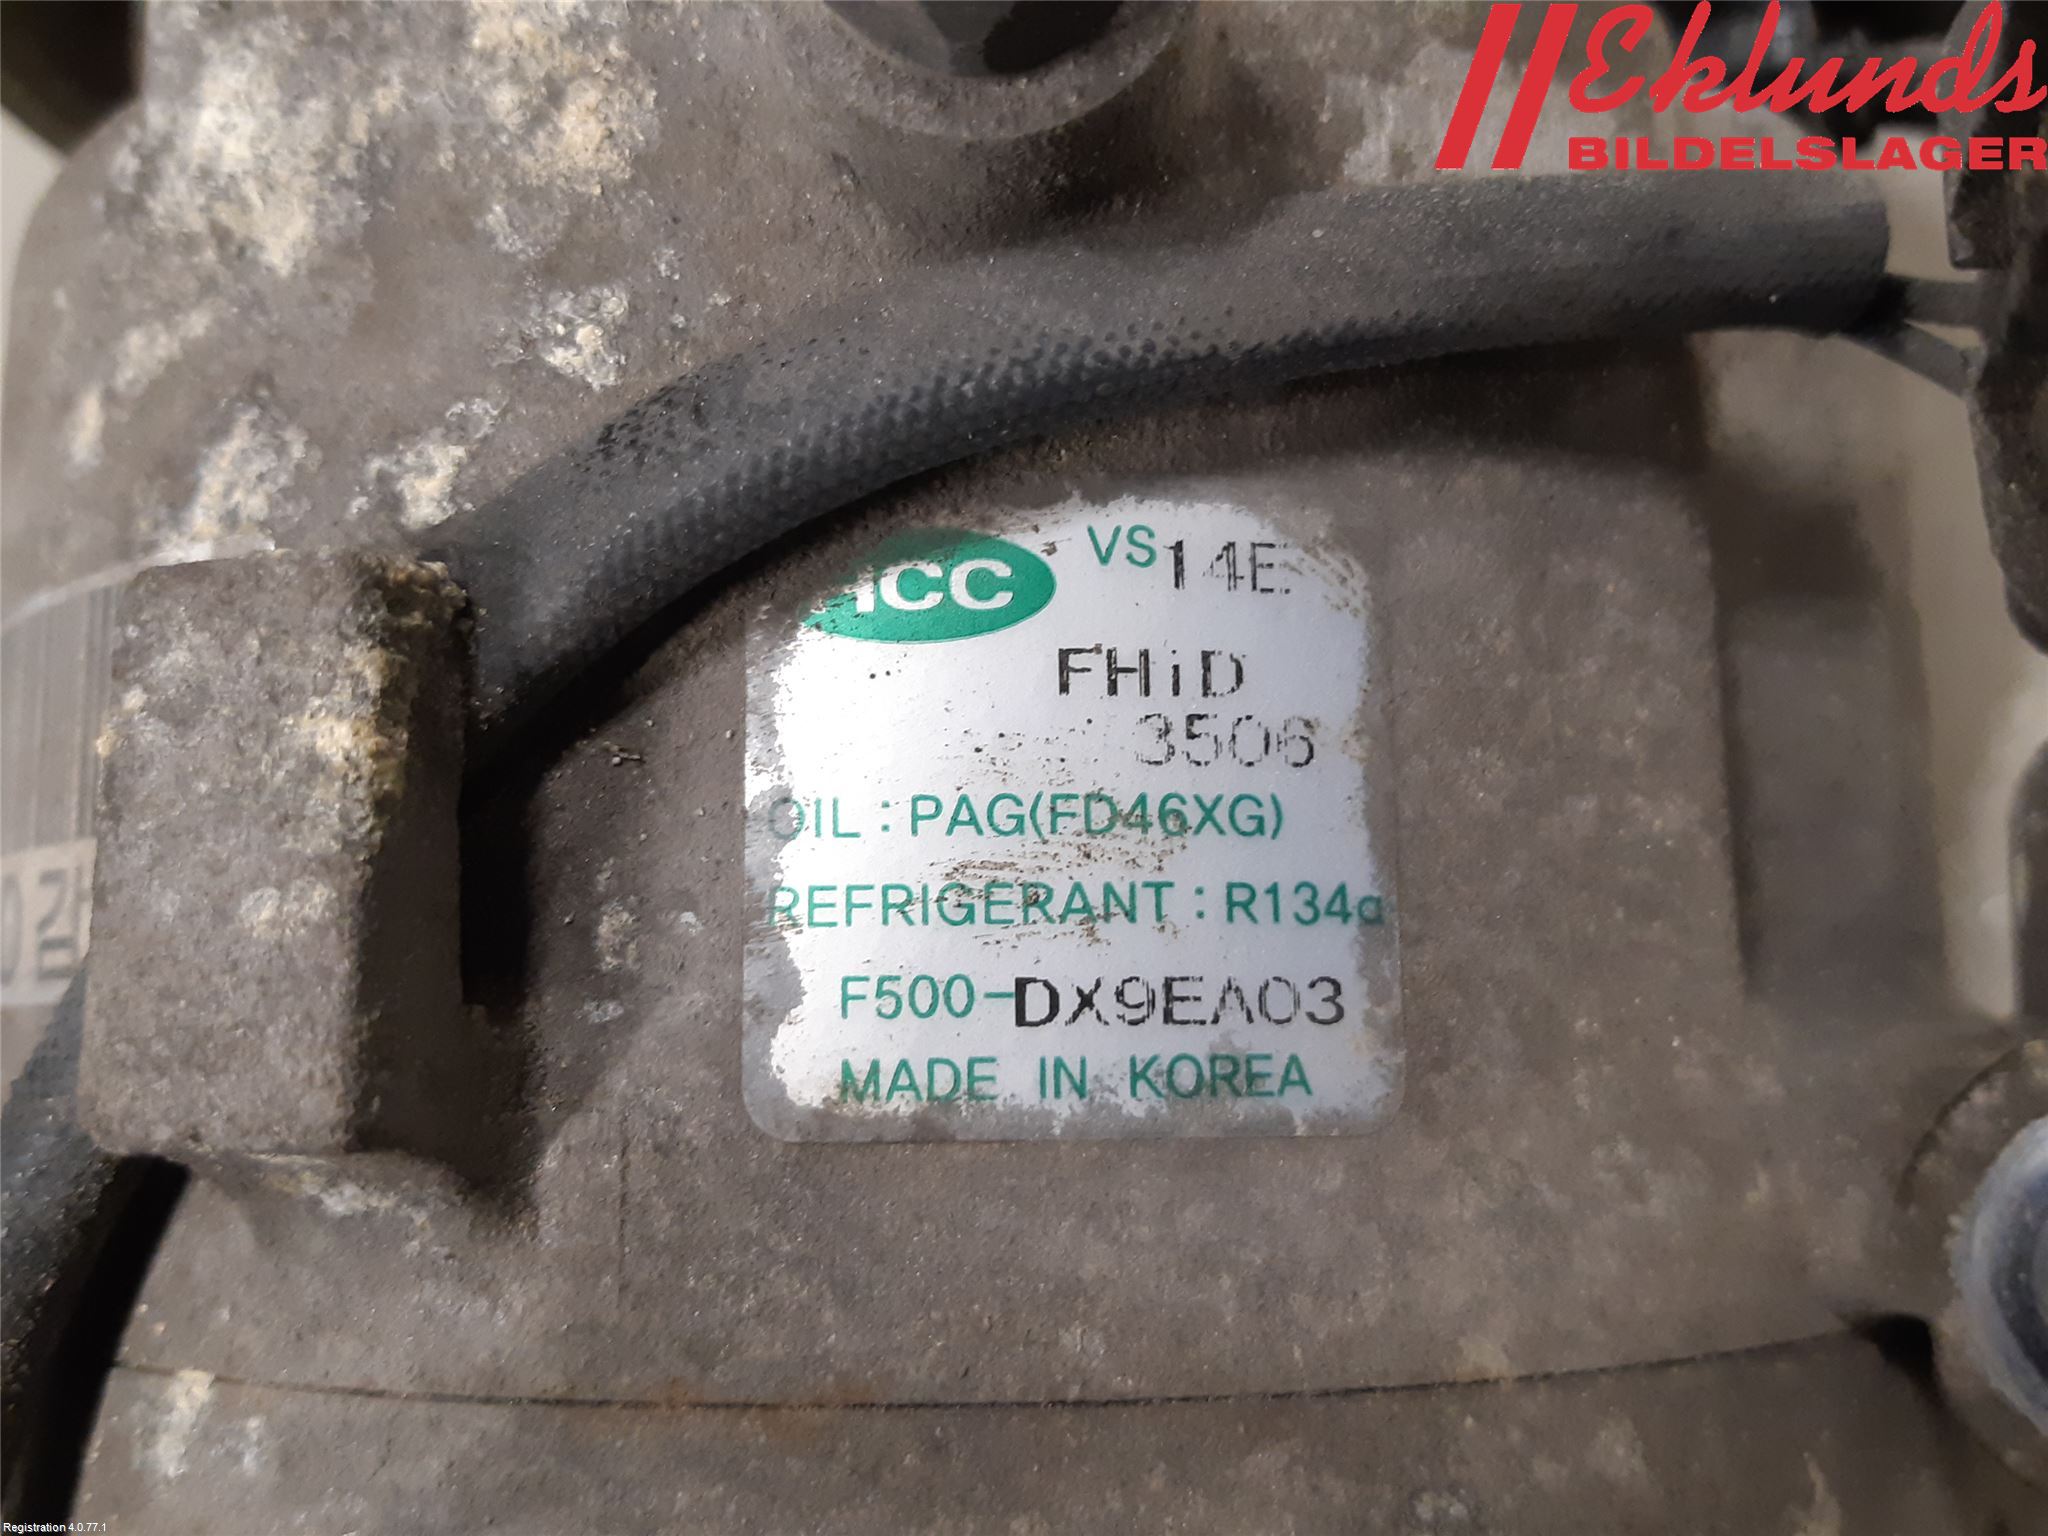 Eklunds
BILDELSLAGER
VS14E
FHiD
3506
OIL : PAG(FD46XG)
REFRIGERANT : R134a
F500-DX9EA03
MADE IN KOREA
Registration 4.0.77.1